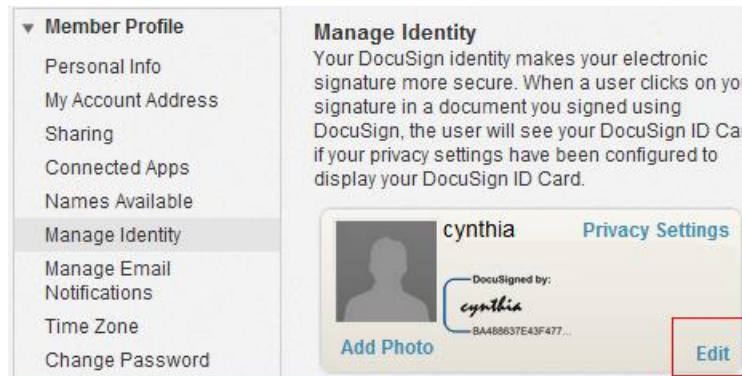 Member Profile
Personal Info
My Account Address
Sharing
Connected Apps
Names Available
Manage Identity
Manage Email
Notifications
Time Zone
Change Password
Manage Identity
Your DocuSign identity makes your electronic
signature more secure. When a user clicks on
signature in a document you signed using
DocuSign, the user will see your DocuSign ID
if your privacy settings have been configured to
display your DocuSign ID Card.
cynthia
Privacy Settings
DocuSigned by:
cynthia
BA488637E43F477...
Add Photo
Edit